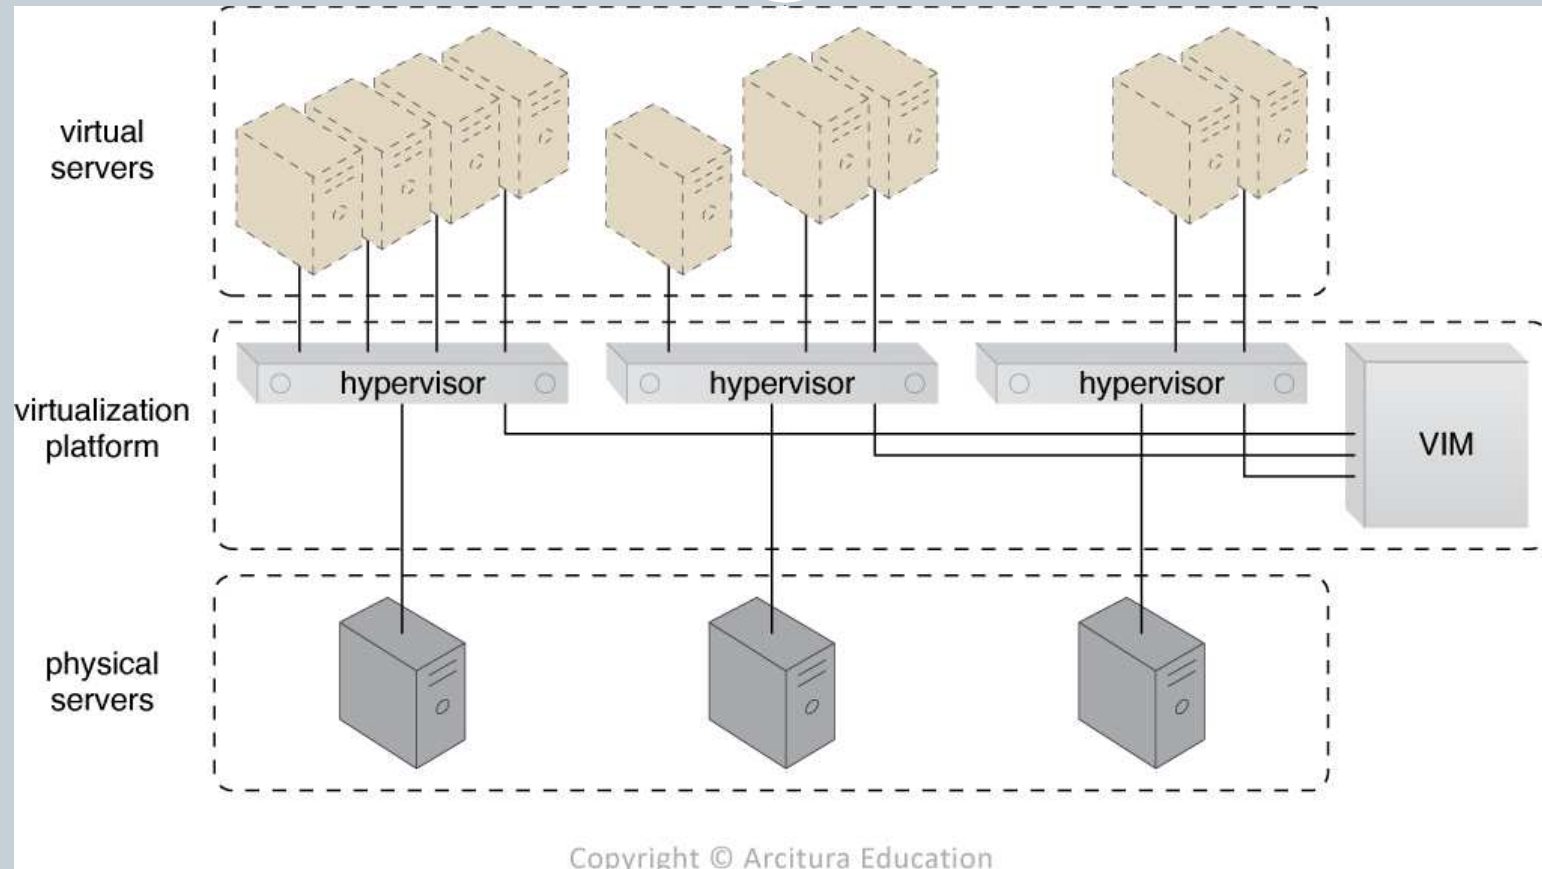 virtual
servers
hypervisor
hypervisor
hypervisor
virtualization
platform
VIM
physical
servers
Copyright © Arcitura Education